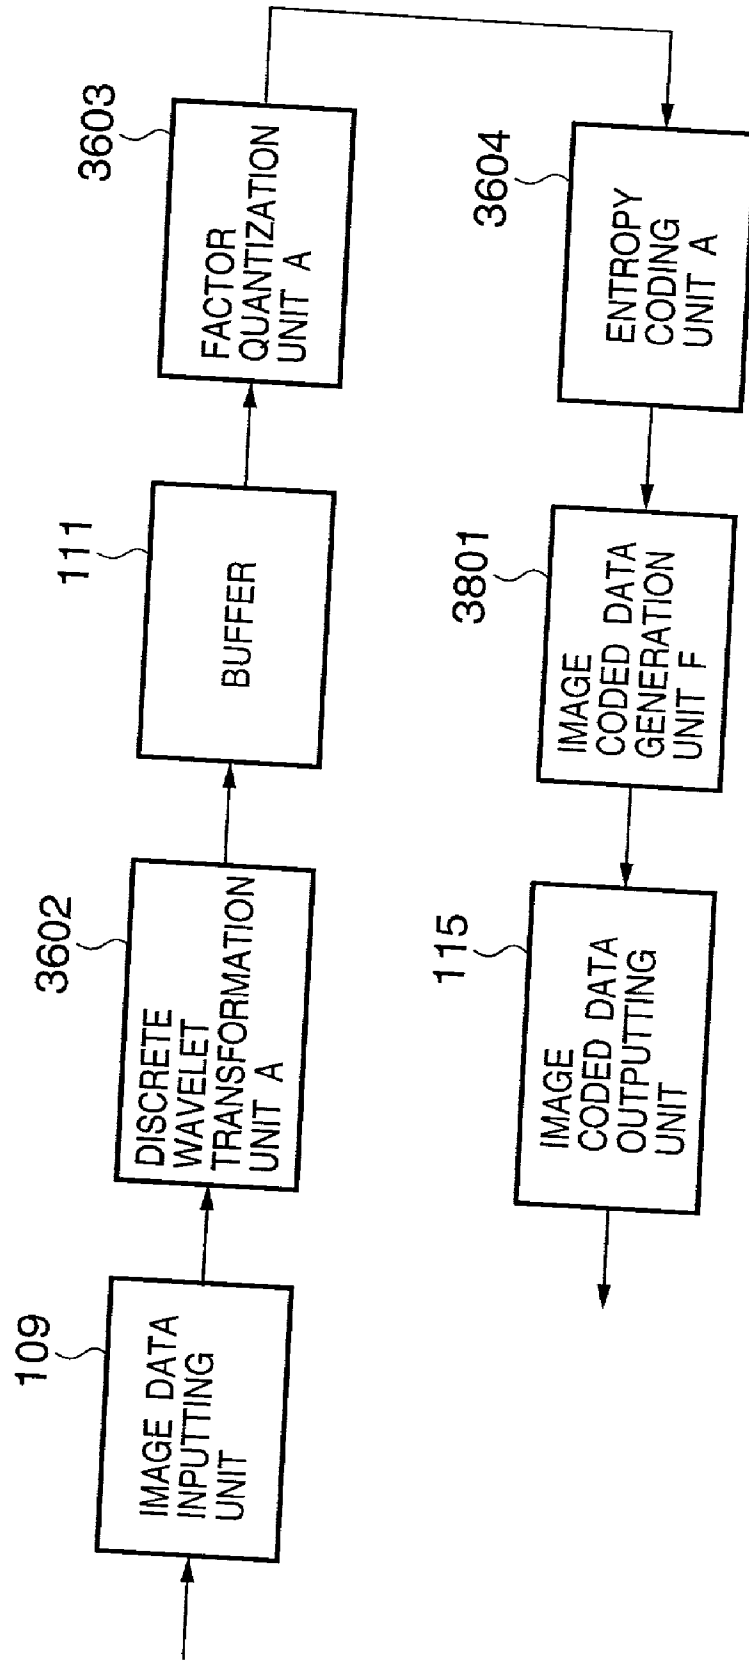 109
IMAGE DATA
INPUTTING
UNIT
3602
DISCRETE
WAVELET
TRANSFORMATION
UNIT A
111
BUFFER
3603
FACTOR
QUANTIZATION
UNIT A
3604
ENTROPY
CODING
UNIT A
3801
IMAGE
CODED DATA
GENERATION
UNIT F
115
IMAGE
CODED DATA
OUTPUTTING
UNIT